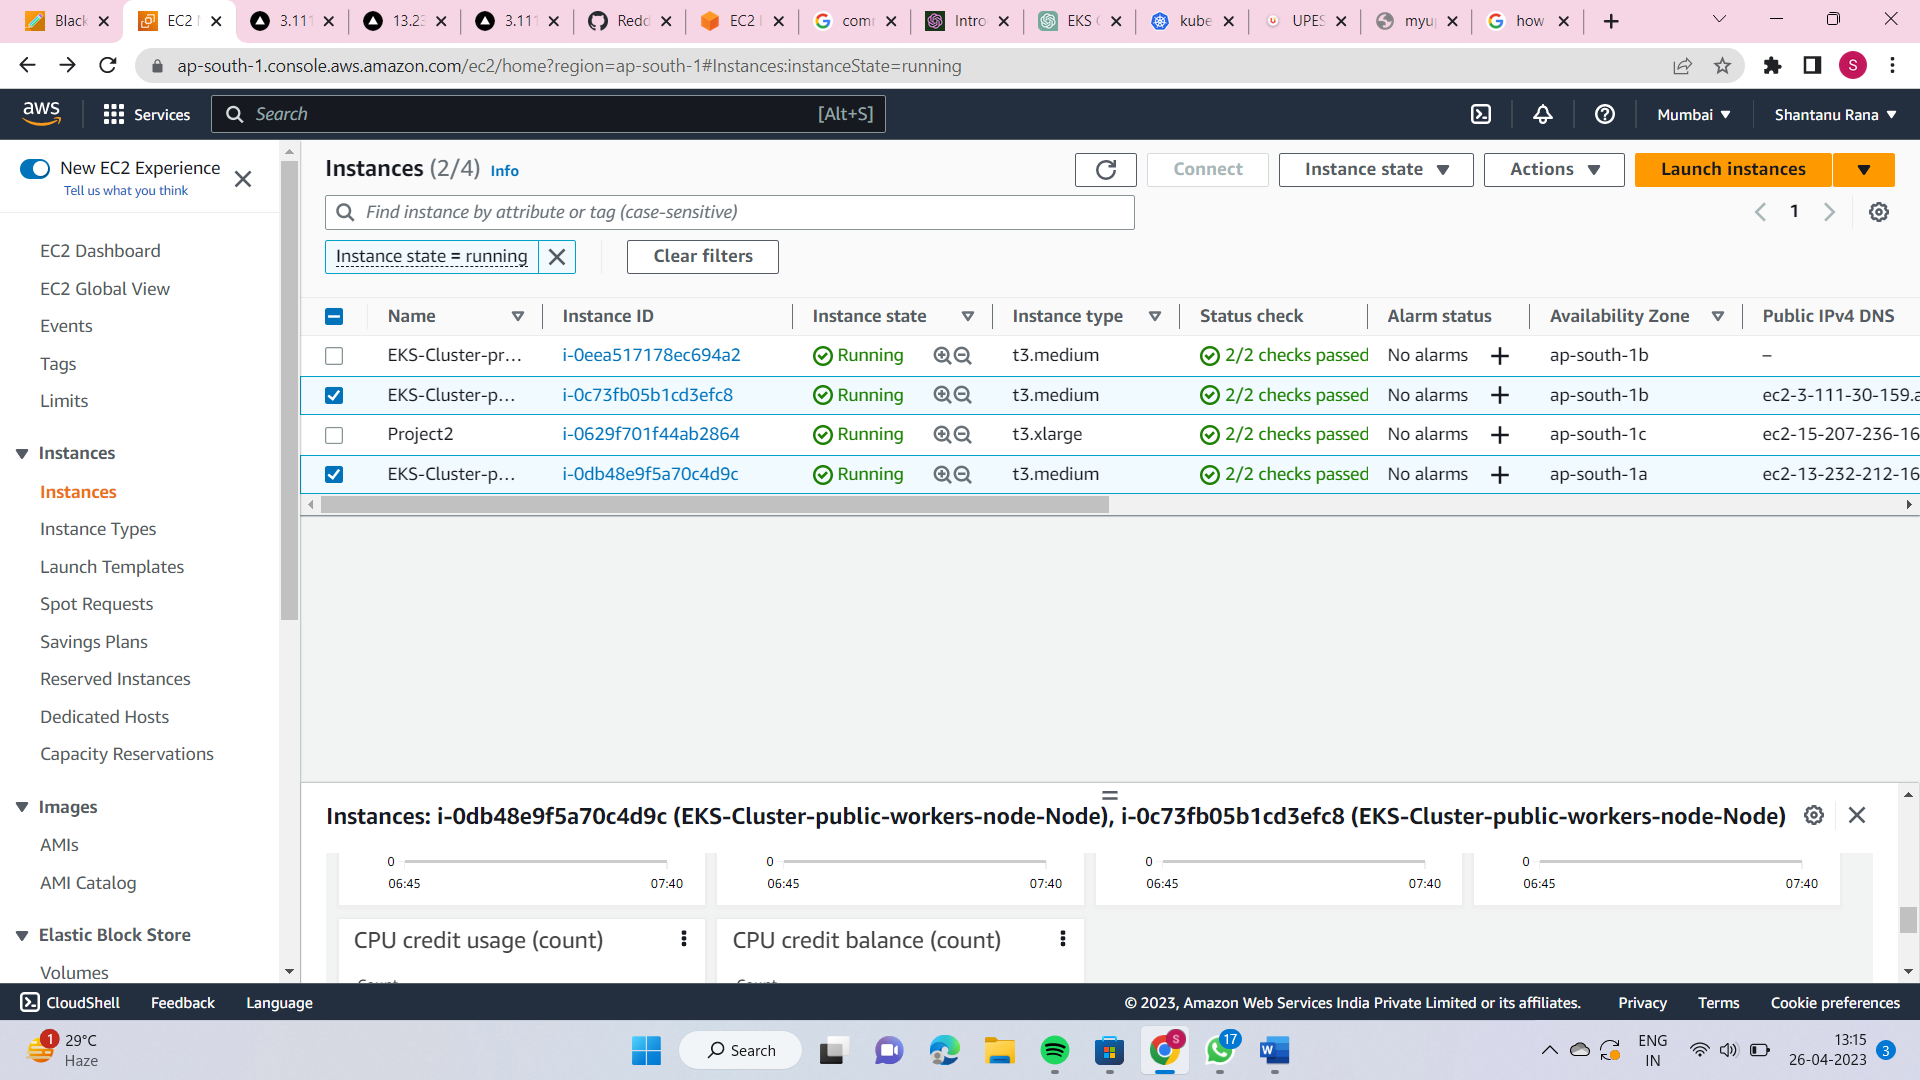 Black
EC2 M
3.111
13.23
3.111
Redd
EC2 I
com
Intro
EKS
kube
UPES
myu
how
ap-south-1.console.aws.amazon.com/ec2/home?region=ap-south-1#Instances:instanceState=running
S
aws
Services
Search
[Alt+S]
Mumbai
Shantanu Rana
New EC2 Experience
Tell us what you think
EC2 Dashboard
EC2 Global View
Events
Tags
Limits
Instances
Instances
Instance Types
Launch Templates
Spot Requests
Savings Plans
Reserved Instances
Dedicated Hosts
Capacity Reservations
Images
AMIs
AMI Catalog
Elastic Block Store
Volumes
Instances (2/4) Info
Connect
Instance state
Actions
Launch instances
Find instance by attribute or tag (case-sensitive)
1
Instance state = running
Clear filters
Name Instance ID Instance state Instance type Status check Alarm status Availability Zone Public IPv4 DNS
EKS-Cluster-pr... i-0eea517178ec694a2 Running t3.medium 2/2 checks passed No alarms + ap-south-1b –
EKS-Cluster-p... i-0c73fb05b1cd3efc8 Running t3.medium 2/2 checks passed No alarms + ap-south-1b ec2-3-111-30-159.a
Project2 i-0629f701f44ab2864 Running t3.xlarge 2/2 checks passed No alarms + ap-south-1c ec2-15-207-236-16
EKS-Cluster-p... i-0db48e9f5a70c4d9c Running t3.medium 2/2 checks passed No alarms + ap-south-1a ec2-13-232-212-16
Instances: i-0db48e9f5a70c4d9c (EKS-Cluster-public-workers-node-Node), i-0c73fb05b1cd3efc8 (EKS-Cluster-public-workers-node-Node)
0 0 0 0
06:45 07:40 06:45 07:40 06:45 07:40 06:45 07:40
CPU credit usage (count)
CPU credit balance (count)
CloudShell Feedback Language
© 2023, Amazon Web Services India Private Limited or its affiliates. Privacy Terms Cookie preferences
1
29°C
Haze
Search
S
17
ENG
IN
13:15
26-04-2023
3